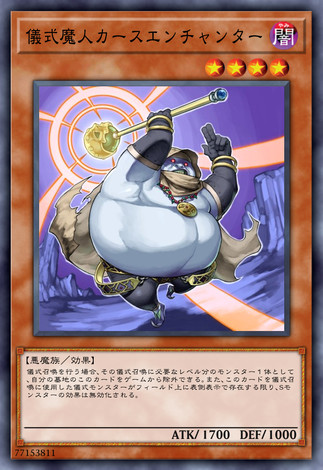 儀式魔人カースエンチャンター
やみ
闇
【悪魔族／効果】
儀式召喚を行う場合、その儀式召喚に必要なレベル分のモンスター１体として
、自分の墓地のこのカードをゲームから除外できる。また、このカードを儀式召
喚に使用した儀式モンスターがフィールド上に表側表示で存在する限り、Ｓモ
ンスターの効果は無効化される。
ATK/ 1700 DEF/1000
77153811